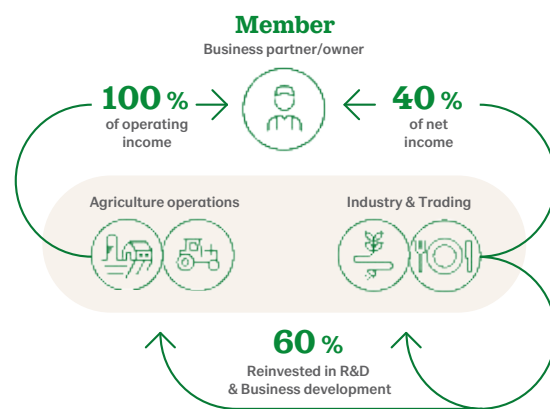 Member
Business partner/owner
100 %
of operating
income
40 %
of net
income
Agriculture operations
Industry & Trading
60 %
Reinvested in R&D
& Business development